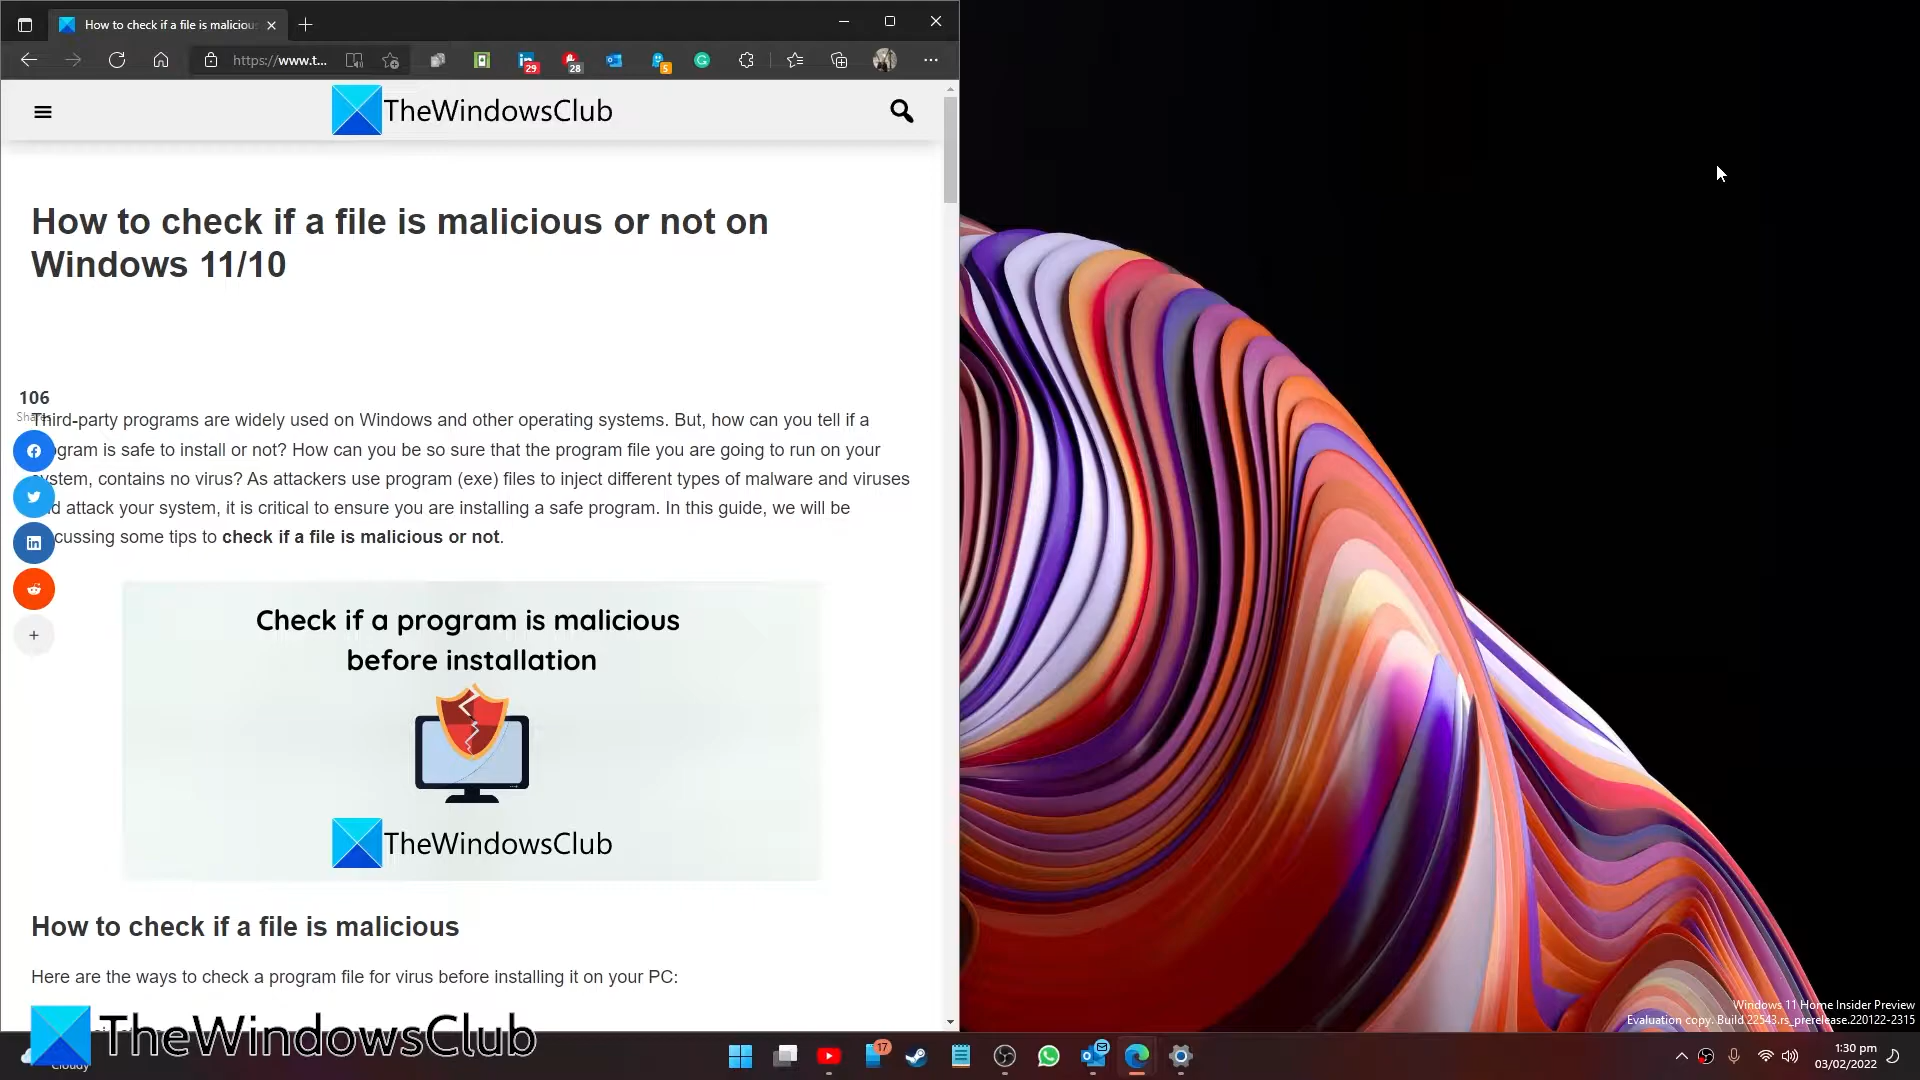 How to check if a file is maliciou
https://www.t...
29
28
5
TheWindowsClub
How to check if a file is malicious or not on
Windows 11/10
106
Third-party programs are widely used on Windows and other operating systems. But, how can you tell if a
gram is safe to install or not? How can you be so sure that the program file you are going to run on your
stem, contains no virus? As attackers use program (exe) files to inject different types of malware and viruses
d attack your system, it is critical to ensure you are installing a safe program. In this guide, we will be
cussing some tips to check if a file is malicious or not.
Check if a program is malicious
before installation
TheWindowsClub
How to check if a file is malicious
Here are the ways to check a program file for virus before installing it on your PC:
TheWindowsClub
Windows 11 Home Insider Preview
Evaluation copy. Build 22543.rs_prerelease.220122-2315
Cloudy
17
1:30 pm
03/02/2022